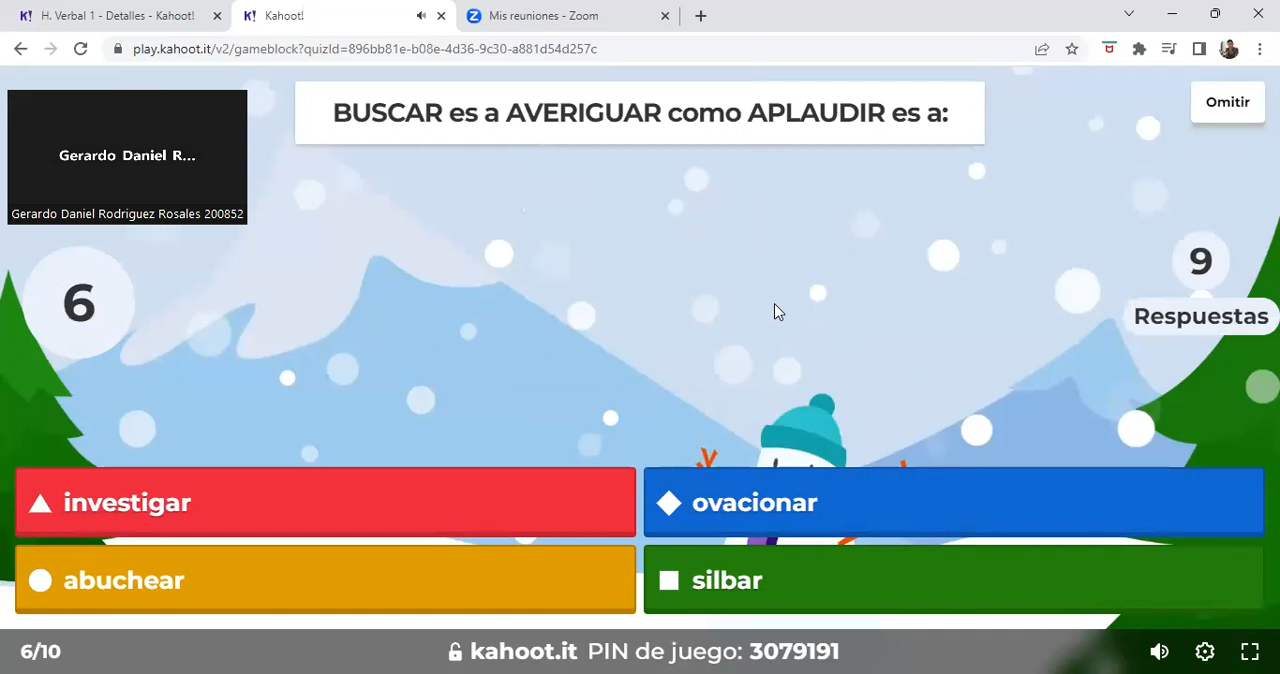 H. Verbal 1 - Detalles - Kahoot!
Kahoot!
Mis reuniones - Zoom
play.kahoot.it/v2/gameblock?quizId=896bb81e-b08e-4d36-9c30-a881d54d257c
BUSCAR es a AVERIGUAR como APLAUDIR es a:
Omitir
Gerardo Daniel R...
Gerardo Daniel Rodriguez Rosales 200852
6
9
Respuestas
investigar
ovacionar
abuchear
silbar
6/10
kahoot.it PIN de juego: 3079191